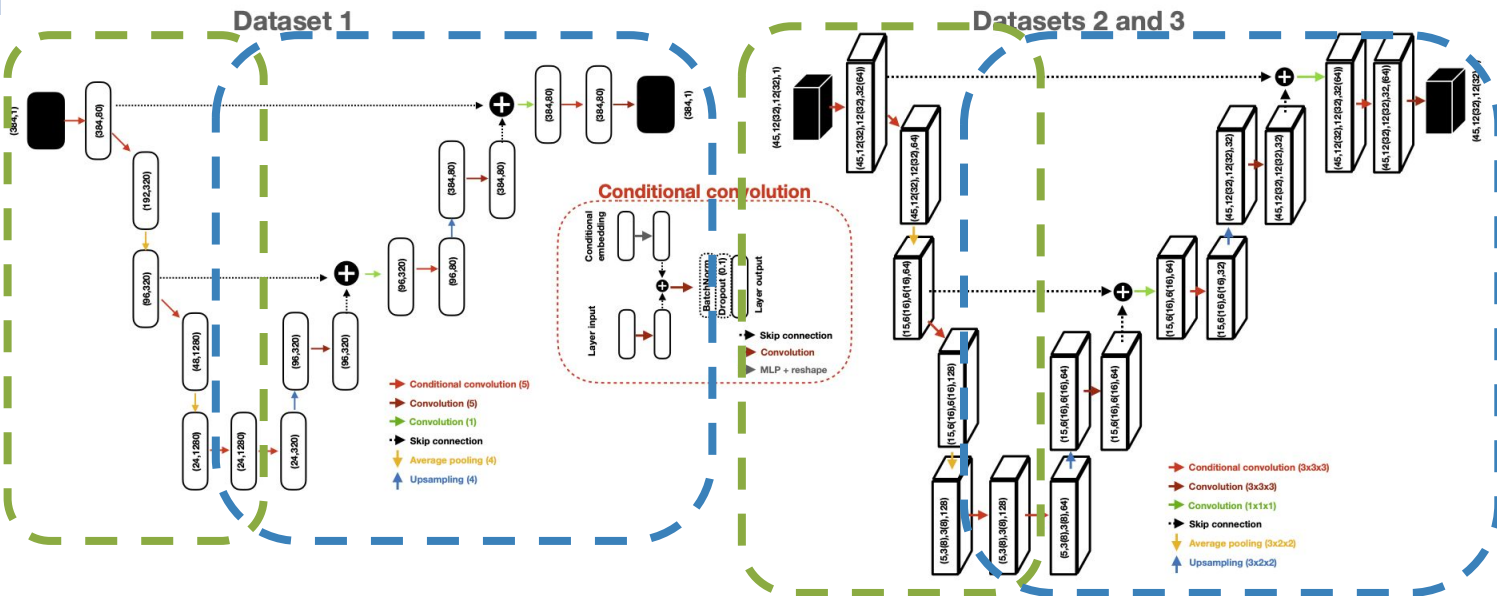 Dataset 1
(384,1)
(384,80)
(192,320)
(96,320)
(48,1280)
(24,1280)
(24,1280)
(24,320)
(96,320)
(96,320)
(96,320)
(96,80)
(384,80)
(384,80)
(384,80)
(384,80)
(384,1)
Conditional convolution (5)
Convolution (5)
Convolution (1)
Skip connection
Average pooling (4)
Upsampling (4)
Conditional convolution
Conditional
embedding
Layer input
BatchNorm
Dropout (0.1)
Layer output
Skip connection
Convolution
MLP + reshape
Datasets 2 and 3
(45,12(32),12(32),1)
(45,12(32),12(32),32(64))
(45,12(32),12(32),64)
(15,6(16),6(16),64)
(15,6(16),6(16),128)
(5,3(8),3(8),128)
(5,3(8),3(8),128)
(5,3(8),3(8),64)
(15,6(16),6(16),64)
(15,6(16),6(16),64)
(15,6(16),6(16),64)
(15,6(16),6(16),32)
(45,12(32),12(32),32)
(45,12(32),12(32),32)
(45,12(32),12(32),32(64))
(45,12(32),12(32),32,(64))
(45,12(32),12(32)
Conditional convolution (3x3x3)
Convolution (3x3x3)
Convolution (1x1x1)
Skip connection
Average pooling (3x2x2)
Upsampling (3x2x2)